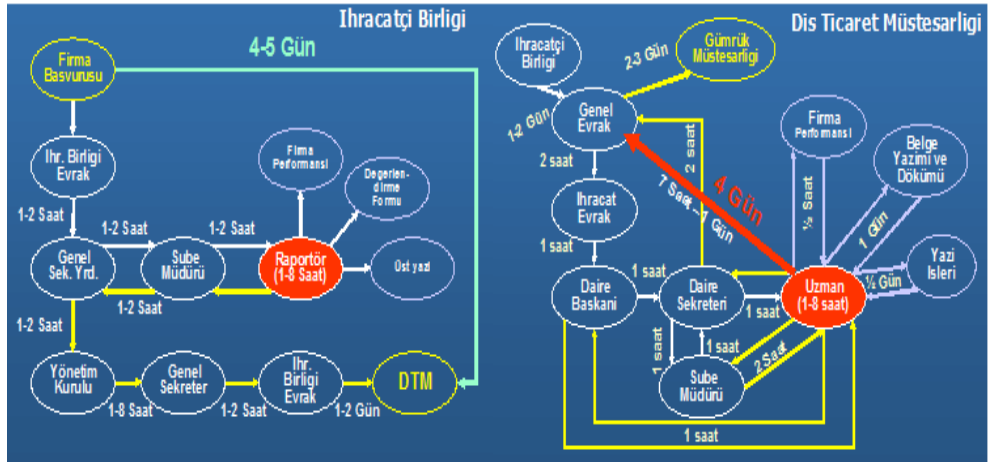 Ihracatçi Birligi
4-5 Gün
Firma
Basvurusu
Ihr. Birligi
Evrak
1-2 Saat
Genel
Sek. Yrd.
1-2 Saat
Sube
Müdürü
1-2 Saat
1-2 Saat
Raportör
(1-8 Saat)
Firma
Performansi
Degerlen-
dirme
Formu
Üst yazi
1-2 Saat
Yönetim
Kurulu
1-8 Saat
Genel
Sekreter
1-2 Saat
Ihr.
Birligi
Evrak
1-2 Gün
DTM
Dis Ticaret Müstesarligi
Ihracatçi
Birligi
1-2 Gün
Genel
Evrak
2-3 Gün
Gümrük
Müstesarligi
2 saat
Ihracat
Evrak
1 saat
Daire
Baskani
1 saat
Daire
Sekreteri
2 saat
4 Gün
7 Saat – 1 Gün
1 saat
1 saat
1 saat
Sube
Müdürü
2 Saat
1 saat
Uzman
(1-8 saat)
Firma
Performansi
½ Saat
Belge
Yazimi ve
Dökümü
1 Gün
Yazi
Isleri
½ Gün